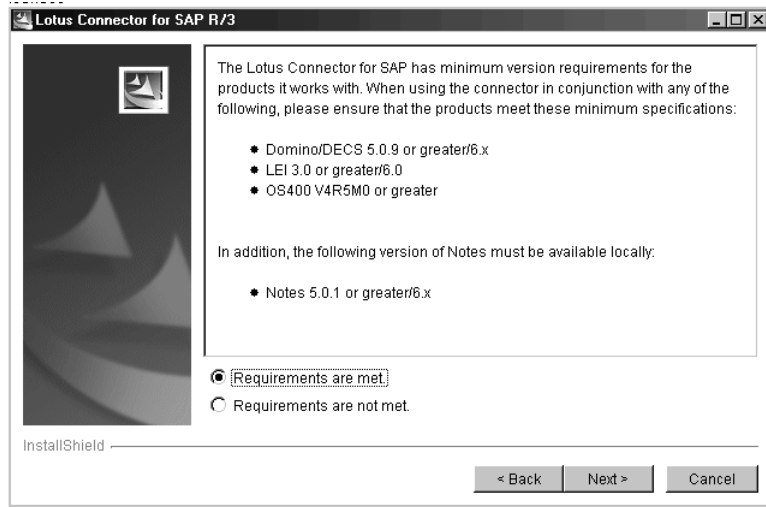 Lotus Connector for SAP R/3
The Lotus Connector for SAP has minimum version requirements for the
products it works with. When using the connector in conjunction with any of the
following, please ensure that the products meet these minimum specifications:
Domino/DECS 5.0.9 or greater/6.x
LEI 3.0 or greater/6.0
OS400 V4R5M0 or greater
In addition, the following version of Notes must be available locally:
Notes 5.0.1 or greater/6.x
Requirements are met.
Requirements are not met.
InstallShield
< Back Next > Cancel